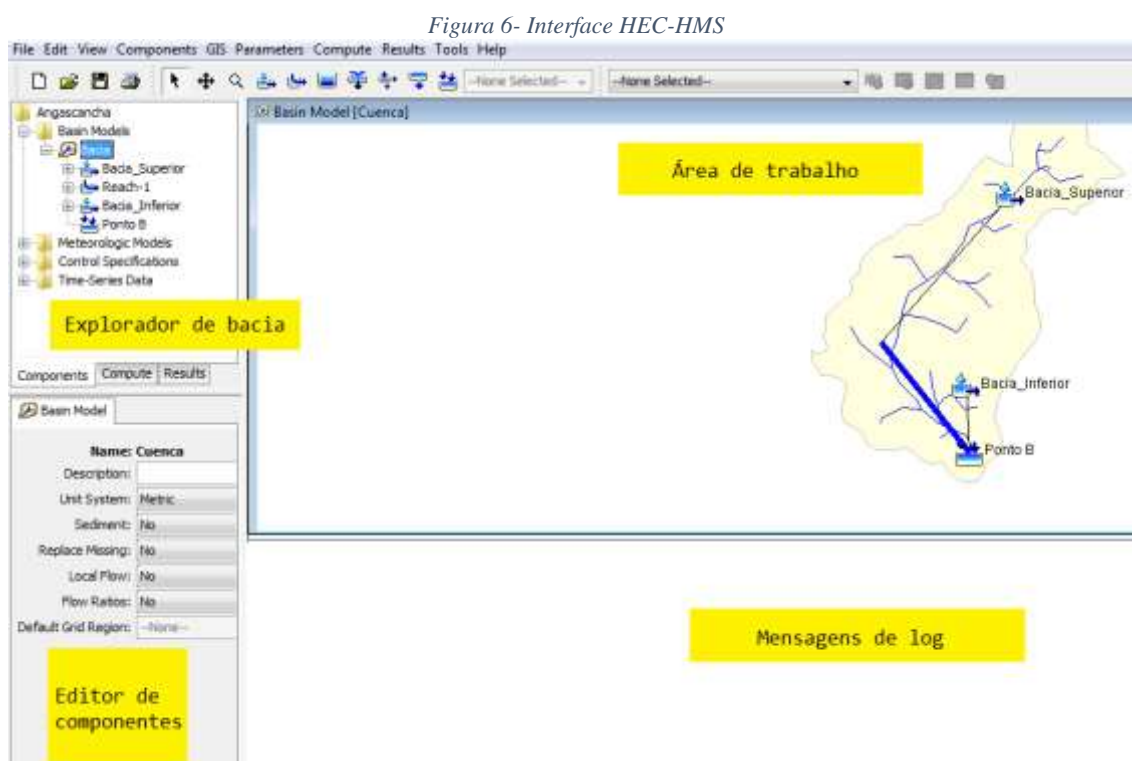 Figura 6- Interface HEC-HMS
File Edit View Components GIS Parameters Compute Results Tools Help
--None Selected-- --None Selected--
Angascancha
Basin Models
bacia
Bacia_Superior
Reach-1
Bacia_Inferior
Ponto B
Meteorologic Models
Control Specifications
Time-Series Data
Explorador de bacia
Components Compute Results
Basin Model [Cuenca]
Área de trabalho
Bacia_Superior
Bacia_Inferior
Ponto B
Basin Model
Name: Cuenca
Description:
Unit System: Metric
Sediment: No
Replace Missing: No
Local Flow: No
Flow Ratios: No
Default Grid Region: --None--
Editor de
componentes
Mensagens de log